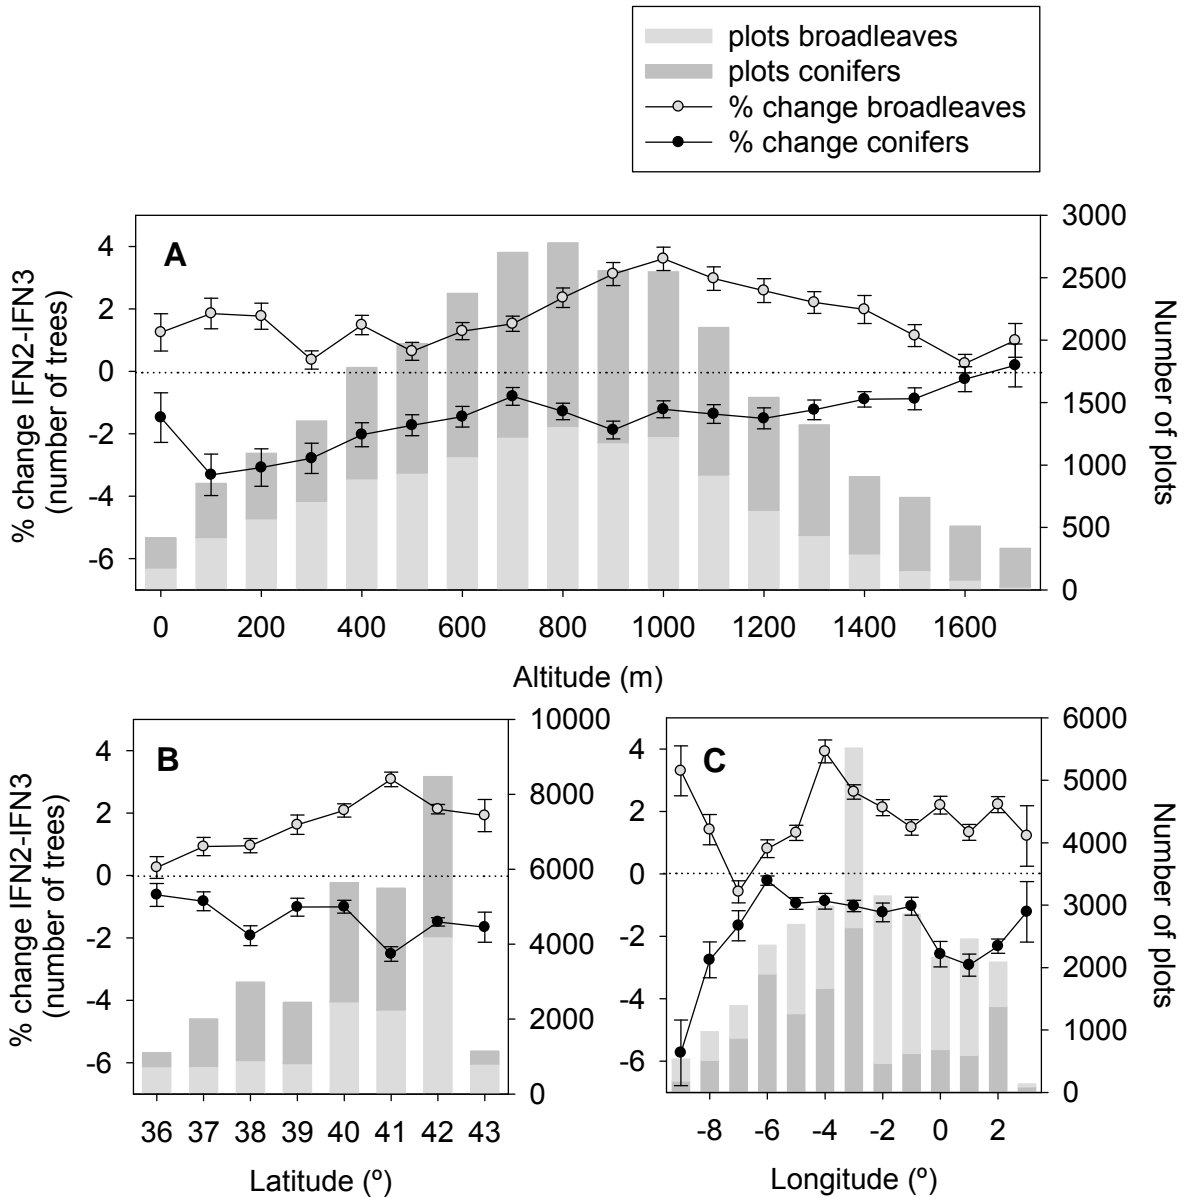 plots broadleaves
plots conifers
% change broadleaves
% change conifers
A
% change IFN2-IFN3
(number of trees)
4
2
0
-2
-4
-6
3000
2500
2000
1500
1000
500
0
Number of
plots
0 200 400 600 800 1000 1200 1400 1600
Altitude (m)
B
% change IFN2-IFN3
(number of trees)
4
2
0
-2
-4
-6
10000
8000
6000
4000
2000
0
36 37 38 39 40 41 42 43
Latitude (º)
C
4
2
0
-2
-4
-6
6000
5000
4000
3000
2000
1000
0
Number of
plots
-8 -6 -4 -2 0 2
Longitude (º)